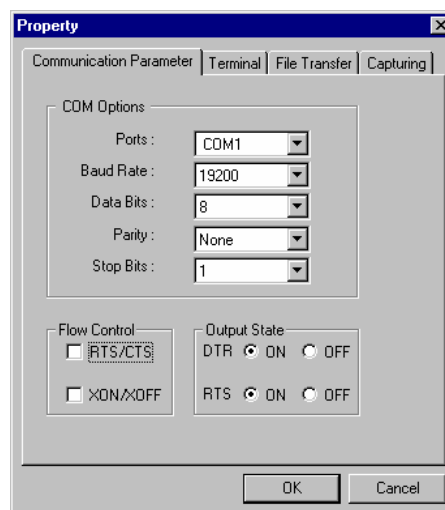 Property
Communication Parameter Terminal File Transfer Capturing
COM Options
Ports : COM1
Baud Rate : 19200
Data Bits : 8
Parity : None
Stop Bits : 1
Flow Control
RTS/CTS
XON/XOFF
Output State
DTR ON OFF
RTS ON OFF
OK Cancel